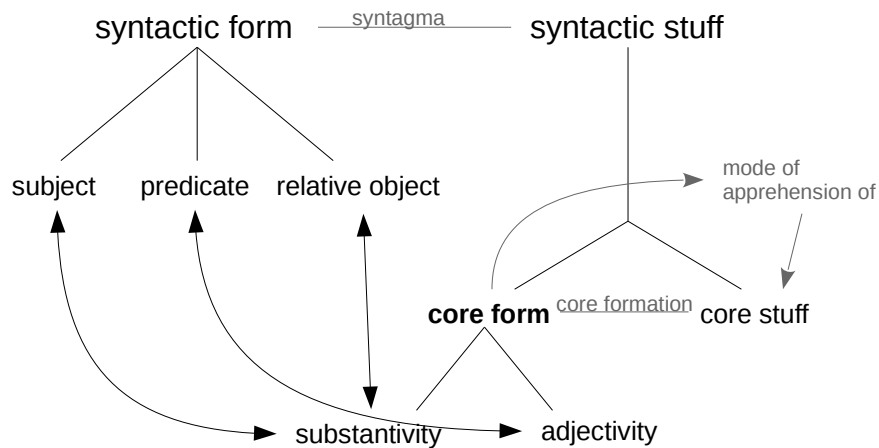 syntactic form
syntagma
syntactic stuff
subject
predicate
relative object
mode of
apprehension of
core form
core formation
core stuff
substantivity
adjectivity